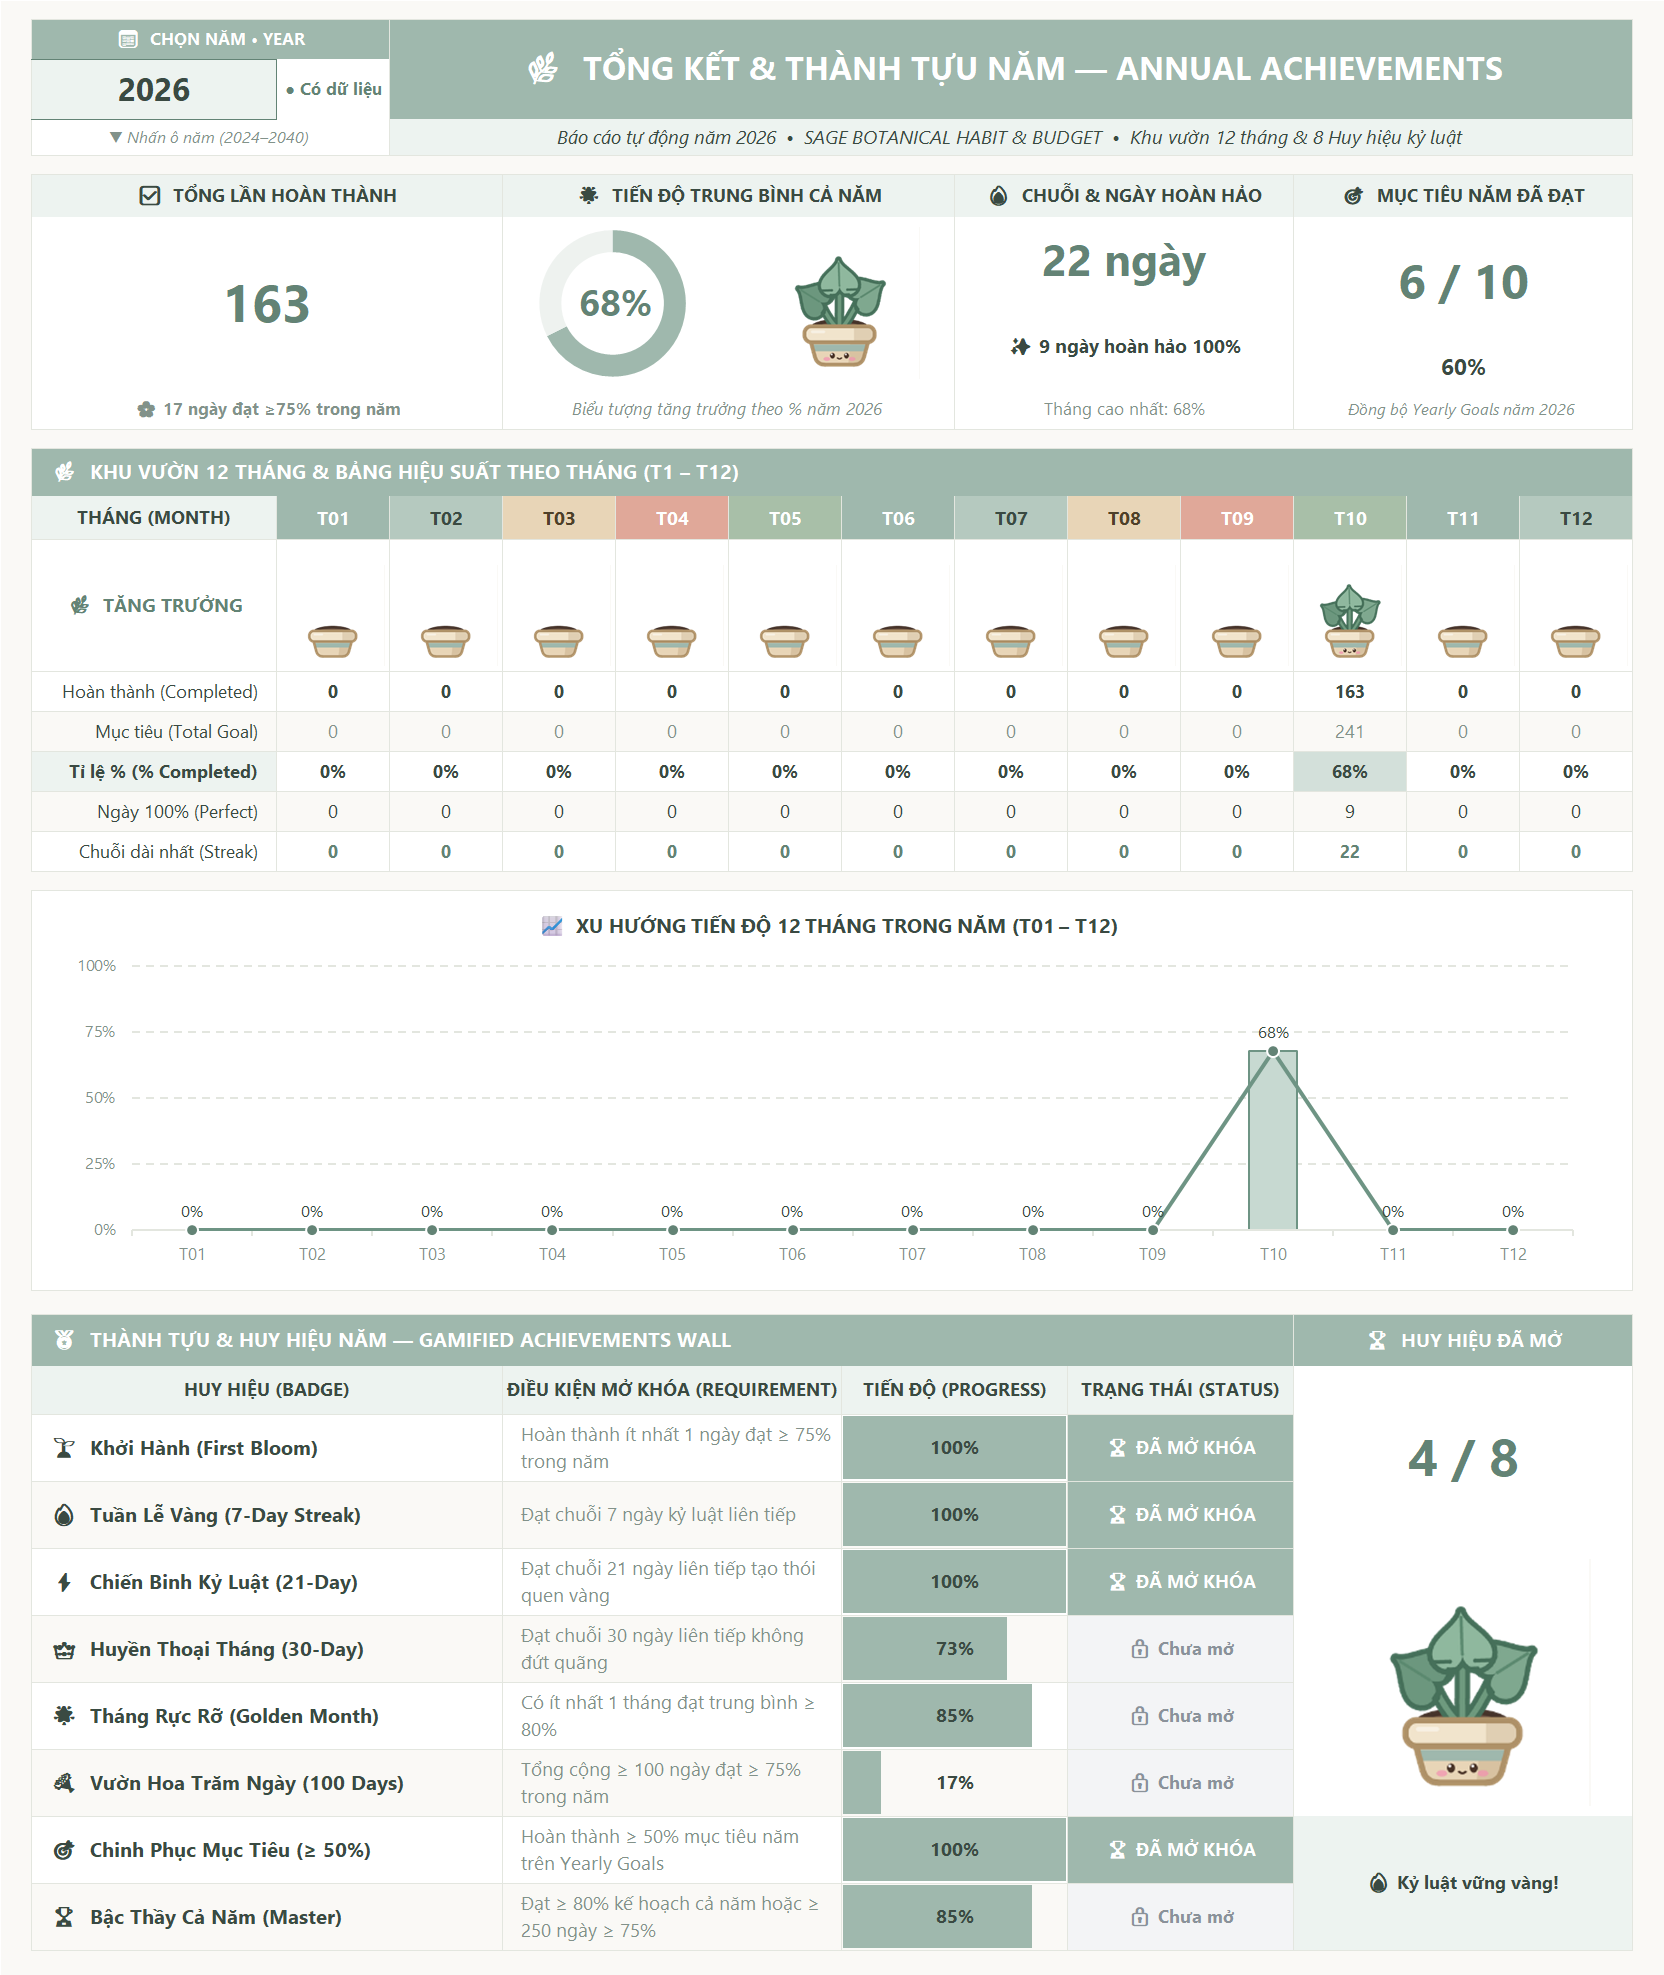 CHỌN NĂM • YEAR
2026
• Có dữ liệu
▼ Nhấn ô năm (2024–2040)
TỔNG KẾT & THÀNH TỰU NĂM — ANNUAL ACHIEVEMENTS
Báo cáo tự động năm 2026 • SAGE BOTANICAL HABIT & BUDGET • Khu vườn 12 tháng & 8 Huy hiệu kỷ luật
TỔNG LẦN HOÀN THÀNH
163
17 ngày đạt ≥75% trong năm
TIẾN ĐỘ TRUNG BÌNH CẢ NĂM
68%
Biểu tượng tăng trưởng theo % năm 2026
CHUỖI & NGÀY HOÀN HẢO
22 ngày
9 ngày hoàn hảo 100%
Tháng cao nhất: 68%
MỤC TIÊU NĂM ĐÃ ĐẠT
6 / 10
60%
Đồng bộ Yearly Goals năm 2026
KHU VƯỜN 12 THÁNG & BẢNG HIỆU SUẤT THEO THÁNG (T1 – T12)
THÁNG (MONTH) T01 T02 T03 T04 T05 T06 T07 T08 T09 T10 T11 T12
TĂNG TRƯỞNG
Hoàn thành (Completed) 0 0 0 0 0 0 0 0 0 163 0 0
Mục tiêu (Total Goal) 0 0 0 0 0 0 0 0 0 241 0 0
Tỉ lệ % (% Completed) 0% 0% 0% 0% 0% 0% 0% 0% 0% 68% 0% 0%
Ngày 100% (Perfect) 0 0 0 0 0 0 0 0 0 9 0 0
Chuỗi dài nhất (Streak) 0 0 0 0 0 0 0 0 0 22 0 0
XU HƯỚNG TIẾN ĐỘ 12 THÁNG TRONG NĂM (T01 – T12)
100%
75%
68%
50%
25%
0% 0% 0% 0% 0% 0% 0% 0% 0% 0% 0%
0%
T01 T02 T03 T04 T05 T06 T07 T08 T09 T10 T11 T12
THÀNH TỰU & HUY HIỆU NĂM — GAMIFIED ACHIEVEMENTS WALL
HUY HIỆU (BADGE) ĐIỀU KIỆN MỞ KHÓA (REQUIREMENT) TIẾN ĐỘ (PROGRESS) TRẠNG THÁI (STATUS)
Khởi Hành (First Bloom)
Hoàn thành ít nhất 1 ngày đạt ≥ 75%
trong năm
100%
ĐÃ MỞ KHÓA
Tuần Lễ Vàng (7-Day Streak)
Đạt chuỗi 7 ngày kỷ luật liên tiếp
100%
ĐÃ MỞ KHÓA
Chiến Binh Kỷ Luật (21-Day)
Đạt chuỗi 21 ngày liên tiếp tạo thói
quen vàng
100%
ĐÃ MỞ KHÓA
Huyền Thoại Tháng (30-Day)
Đạt chuỗi 30 ngày liên tiếp không
đứt quãng
73%
Chưa mở
Tháng Rực Rỡ (Golden Month)
Có ít nhất 1 tháng đạt trung bình ≥
80%
85%
Chưa mở
Vườn Hoa Trăm Ngày (100 Days)
Tổng cộng ≥ 100 ngày đạt ≥ 75%
trong năm
17%
Chưa mở
Chinh Phục Mục Tiêu (≥ 50%)
Hoàn thành ≥ 50% mục tiêu năm
trên Yearly Goals
100%
ĐÃ MỞ KHÓA
Bậc Thầy Cả Năm (Master)
Đạt ≥ 80% kế hoạch cả năm hoặc ≥
250 ngày ≥ 75%
85%
Chưa mở
HUY HIỆU ĐÃ MỞ
4 / 8
Kỷ luật vững vàng!